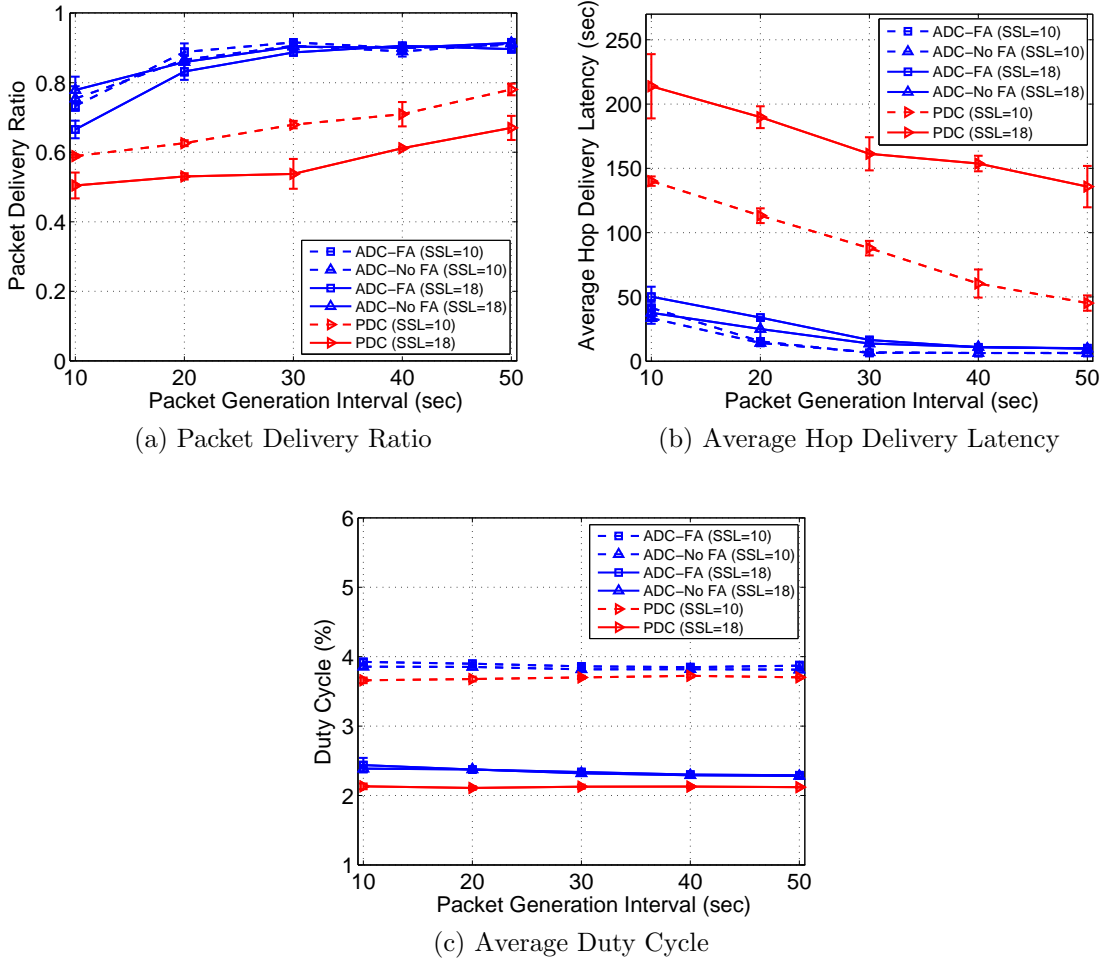 Packet Delivery Ratio
1
0.8
0.6
0.4
0.2
0
10 20 30 40 50
Packet Generation Interval (sec)
ADC−FA (SSL=10)
ADC−No FA (SSL=10)
ADC−FA (SSL=18)
ADC−No FA (SSL=18)
PDC (SSL=10)
PDC (SSL=18)
(a) Packet Delivery Ratio
Average Hop Delivery Latency (sec)
250
200
150
100
50
0
10 20 30 40 50
Packet Generation Interval (sec)
ADC−FA (SSL=10)
ADC−No FA (SSL=10)
ADC−FA (SSL=18)
ADC−No FA (SSL=18)
PDC (SSL=10)
PDC (SSL=18)
(b) Average Hop Delivery Latency
Duty Cycle (%)
6
5
4
3
2
1
10 20 30 40 50
Packet Generation Interval (sec)
ADC−FA (SSL=10)
ADC−No FA (SSL=10)
ADC−FA (SSL=18)
ADC−No FA (SSL=18)
PDC (SSL=10)
PDC (SSL=18)
(c) Average Duty Cycle